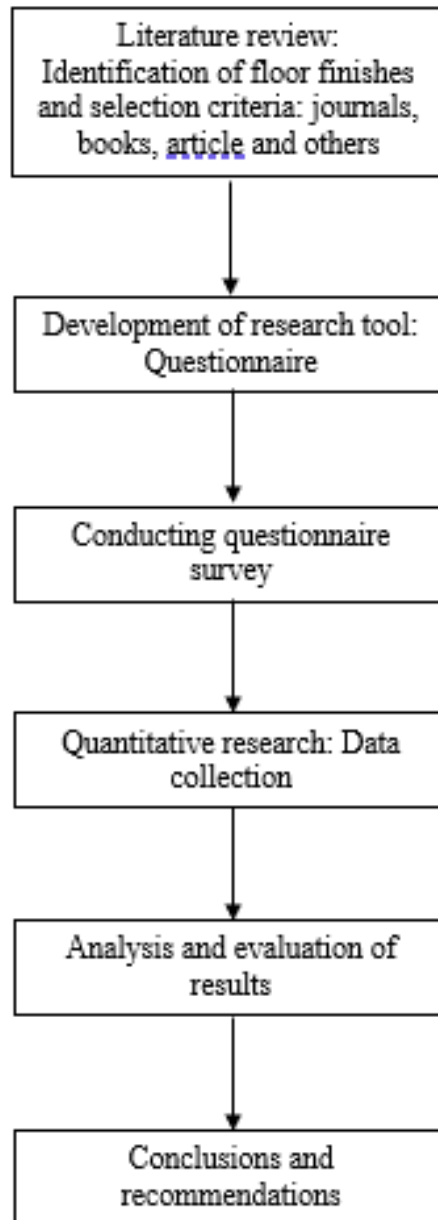 Literature review:
Identification of floor finishes
and selection criteria: journals,
books, article and others
Development of research tool:
Questionnaire
Conducting questionnaire
survey
Quantitative research: Data
collection
Analysis and evaluation of
results
Conclusions and
recommendations